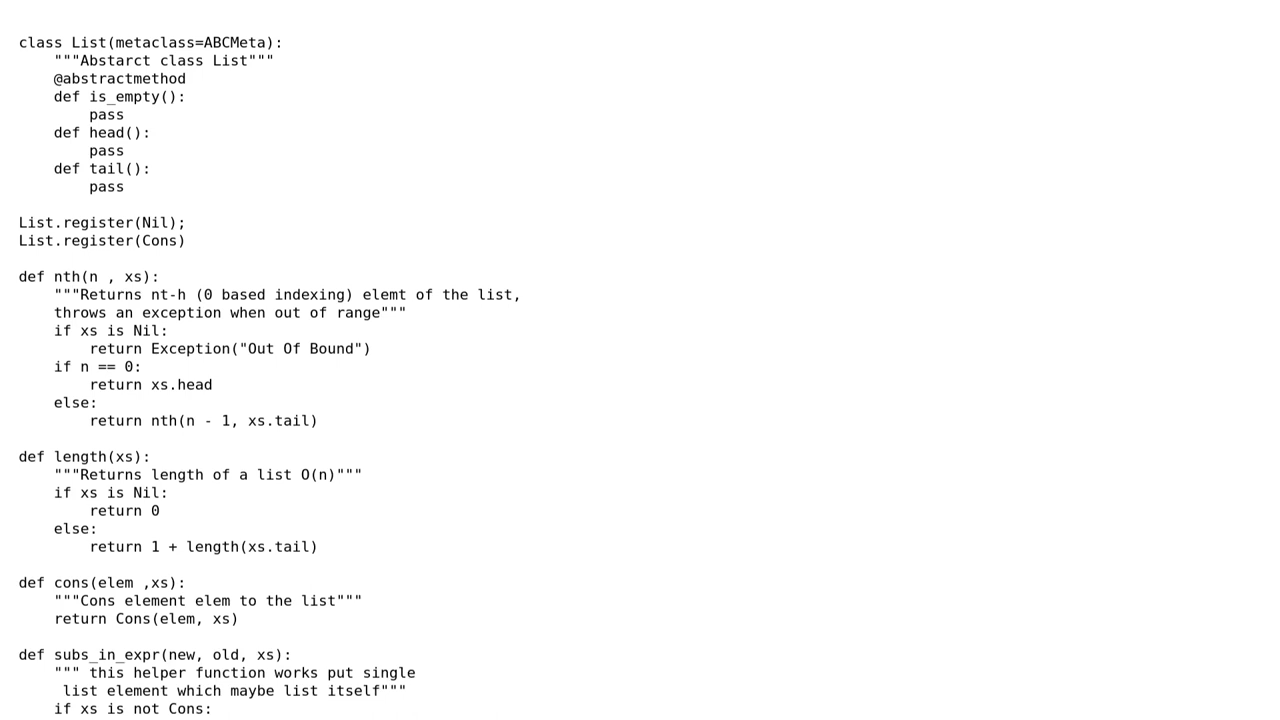 class List(metaclass=ABCMeta):
    """Abstarct class List"""
    @abstractmethod
    def is_empty():
        pass
    def head():
        pass
    def tail():
        pass

List.register(Nil);
List.register(Cons)

def nth(n , xs):
    """Returns nt-h (0 based indexing) elemt of the list,
    throws an exception when out of range"""
    if xs is Nil:
        return Exception("Out Of Bound")
    if n == 0:
        return xs.head
    else:
        return nth(n - 1, xs.tail)

def length(xs):
    """Returns length of a list O(n)"""
    if xs is Nil:
        return 0
    else:
        return 1 + length(xs.tail)

def cons(elem ,xs):
    """Cons element elem to the list"""
    return Cons(elem, xs)

def subs_in_expr(new, old, xs):
    """ this helper function works put single
     list element which maybe list itself"""
    if xs is not Cons: